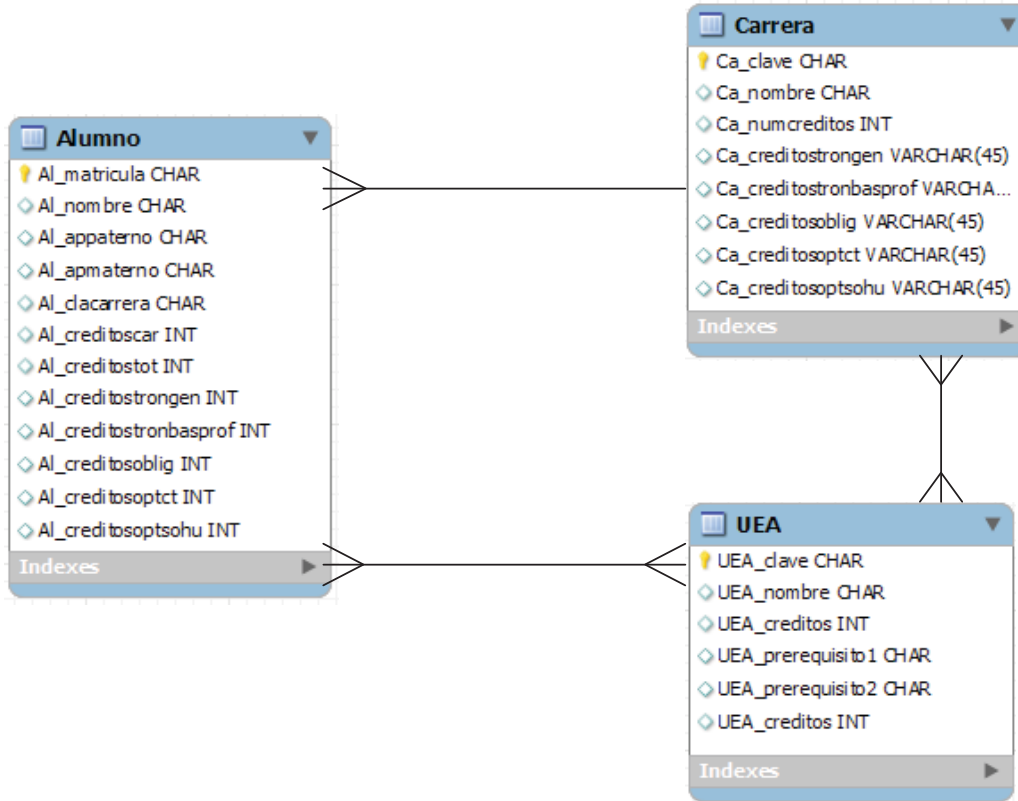 Carrera
Ca_clave CHAR
Ca_nombre CHAR
Ca_numcreditos INT
Ca_creditostrongen VARCHAR(45)
Ca_creditostronbasprof VARCHA...
Ca_creditosoblig VARCHAR(45)
Ca_creditosoptct VARCHAR(45)
Ca_creditosoptsohu VARCHAR(45)
Indexes
Alumno
Al_matricula CHAR
Al_nombre CHAR
Al_appaterno CHAR
Al_apmaterno CHAR
Al_clacarrera CHAR
Al_creditoscar INT
Al_creditostot INT
Al_creditostrongen INT
Al_creditostronbasprof INT
Al_creditosoblig INT
Al_creditosoptct INT
Al_creditosoptsohu INT
Indexes
UEA
UEA_clave CHAR
UEA_nombre CHAR
UEA_creditos INT
UEA_prerequisito1 CHAR
UEA_prerequisito2 CHAR
UEA_creditos INT
Indexes